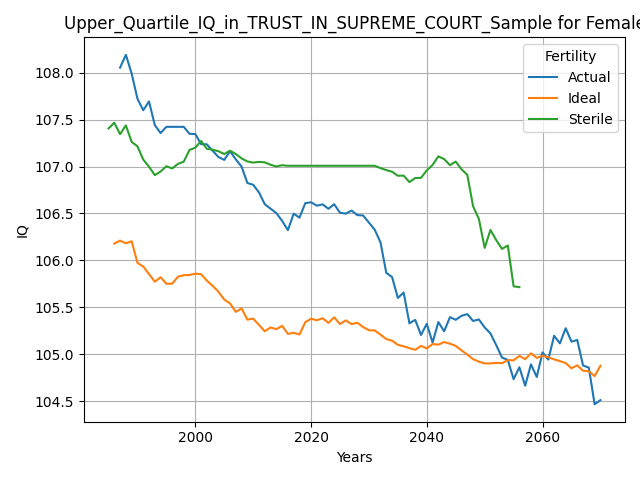 Upper_Quartile_IQ_in_TRUST_IN_SUPREME_COURT_Sample for Female
Fertility
Actual
Ideal
Sterile
IQ
108.0
107.5
107.0
106.5
106.0
105.5
105.0
104.5
2000 2020 2040 2060
Years